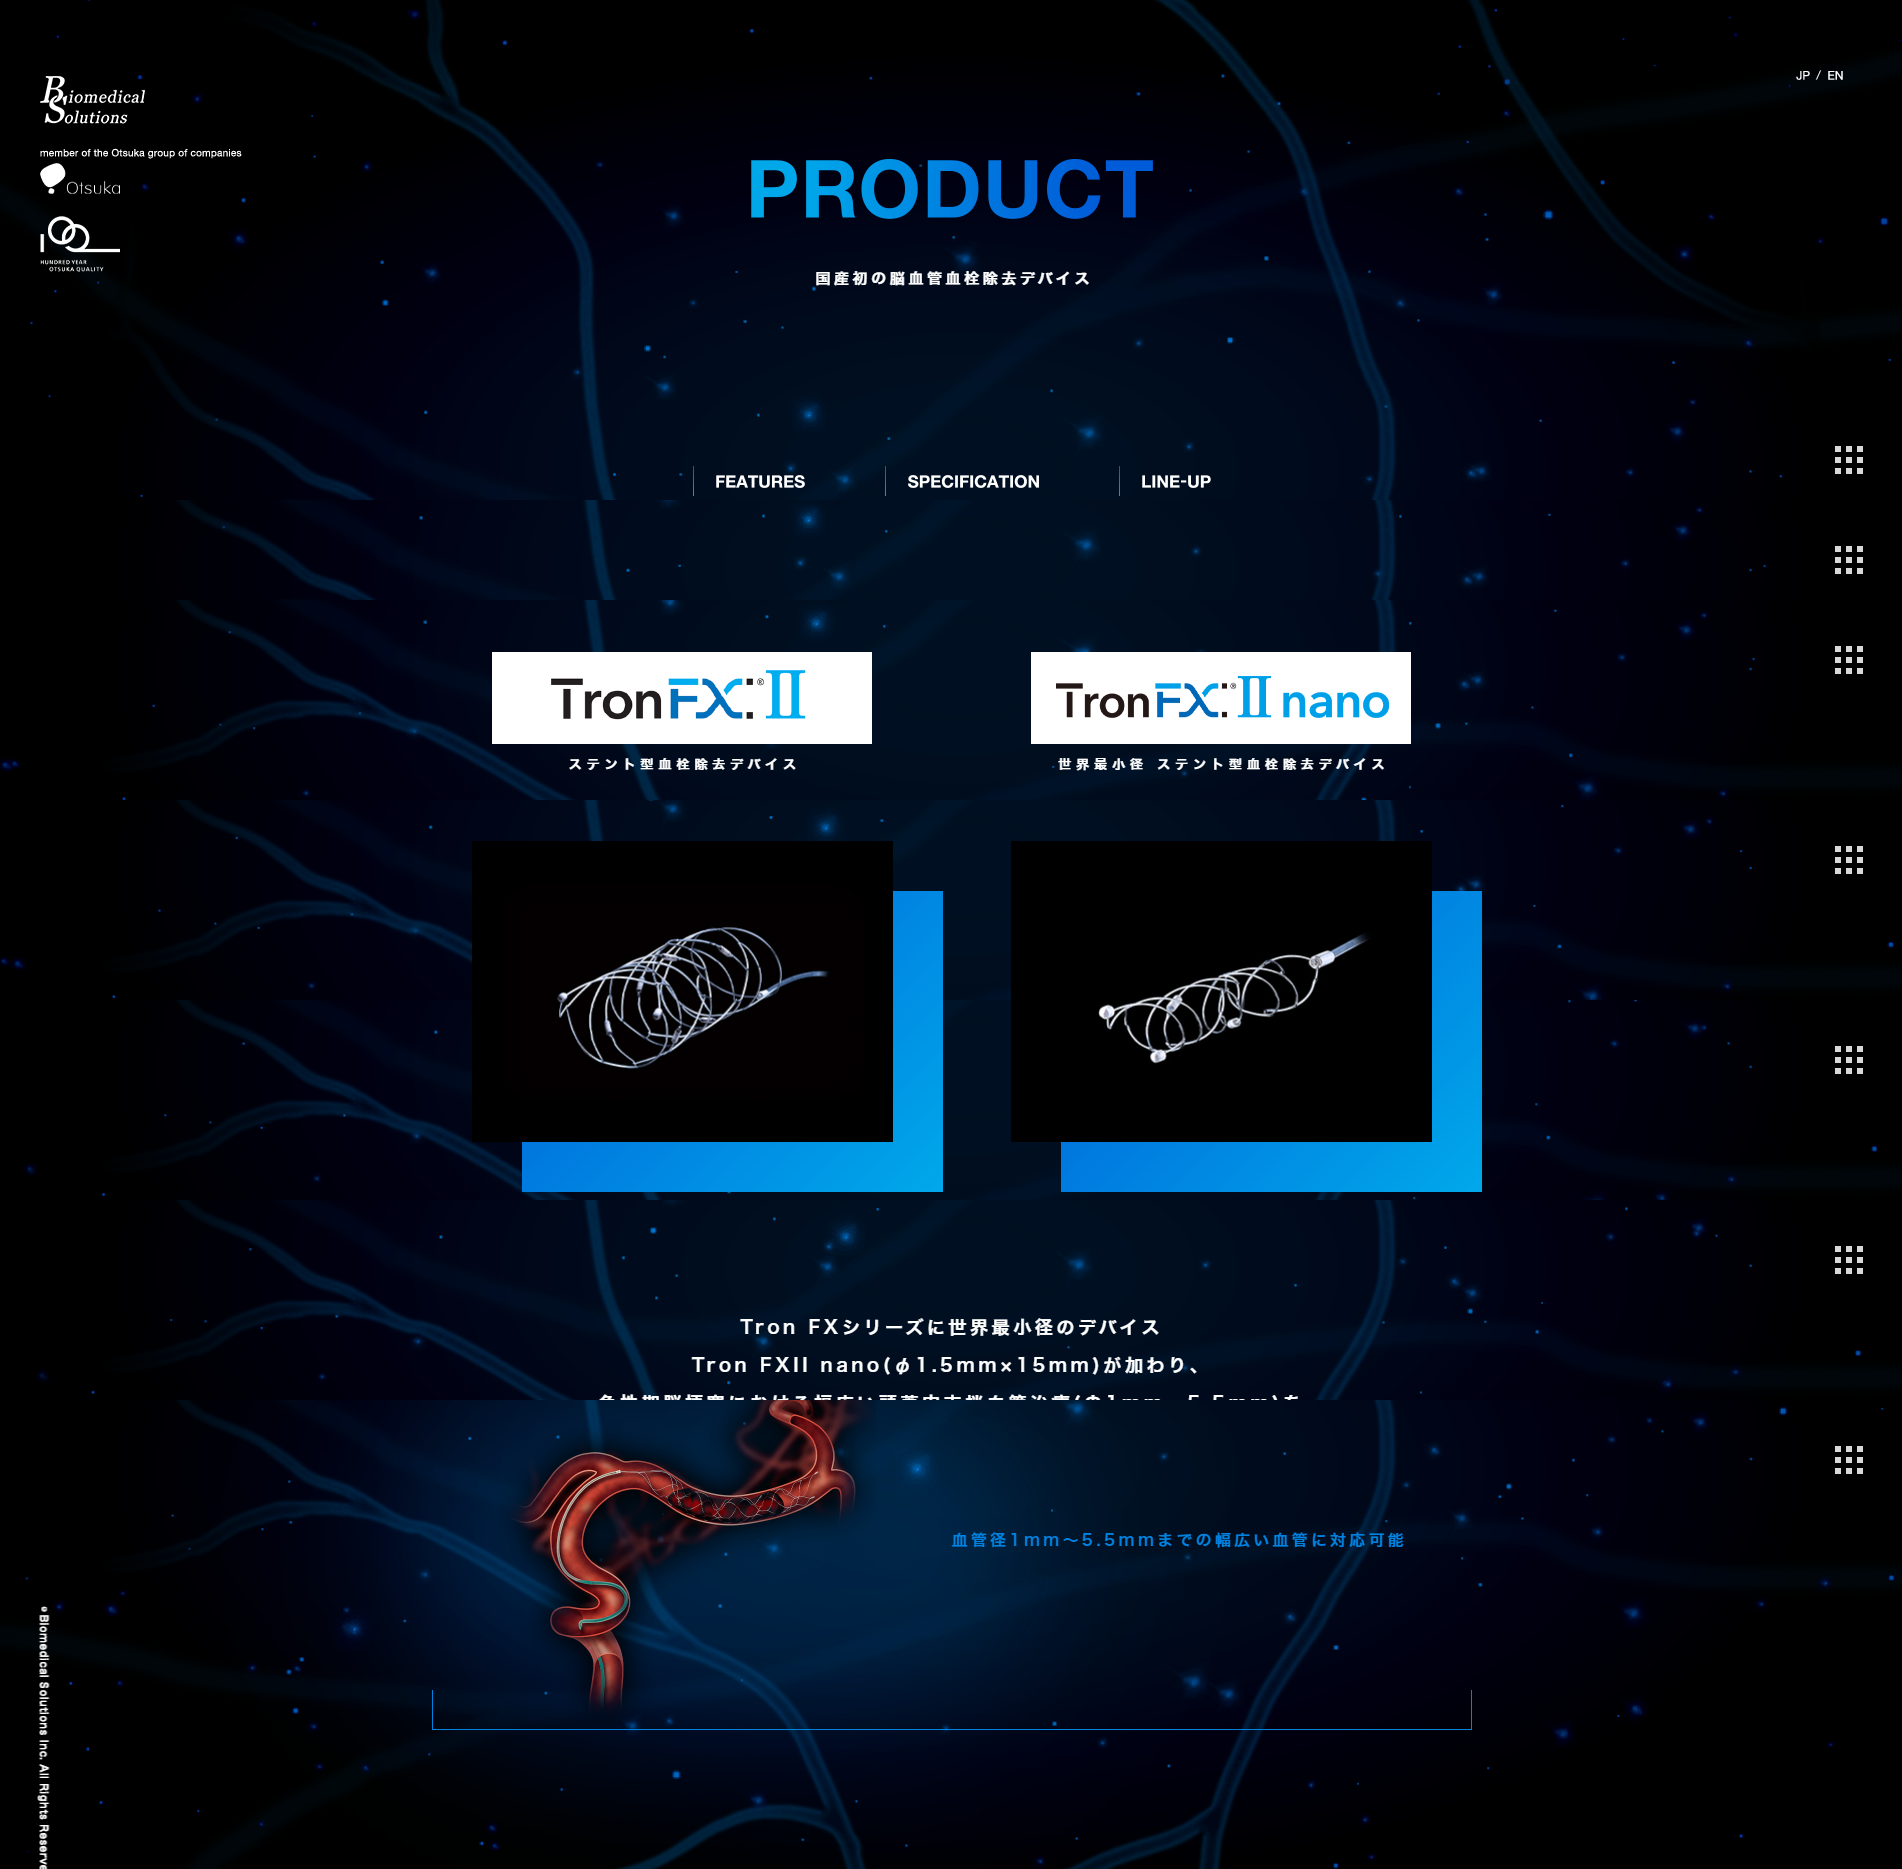 Biomedical
Solutions
member of the Otsuka group of companies
Otsuka
100
HUNDRED YEAR
OTSUKA QUALITY
JP / EN
PRODUCT
国産初の脳血管血栓除去デバイス
FEATURES
SPECIFICATION
LINE-UP
Tron FX ® II
Tron FX ® II nano
ステント型血栓除去デバイス
世界最小径 ステント型血栓除去デバイス
Tron FXシリーズに世界最小径のデバイス
Tron FXII nano(φ1.5mm×15mm)が加わり、
血管径1mm〜5.5mmまでの幅広い血管に対応可能
© Biomedical Solutions Inc. All Rights Reserve